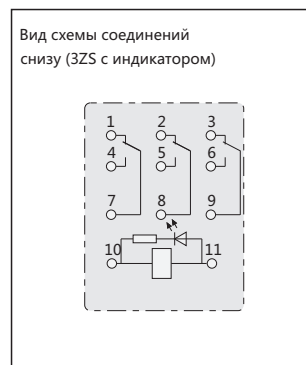 Вид схемы соединений
снизу (3ZS с индикатором)
1 2 3
4 5 6
7 8 9
10 11